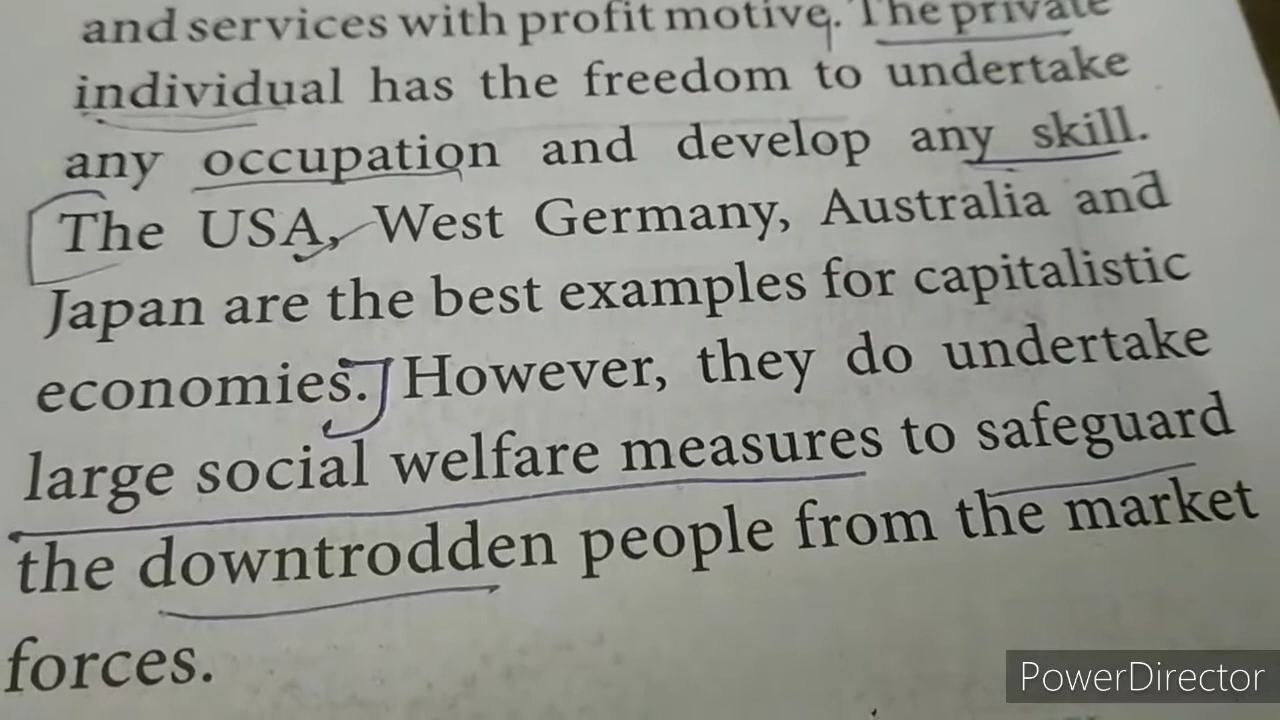 and services with profit motive. The private
individual has the freedom to undertake
any occupation and develop any skill.
The USA, West Germany, Australia and
Japan are the best examples for capitalistic
economies. However, they do undertake
large social welfare measures to safeguard
the downtrodden people from the market
forces.
PowerDirector